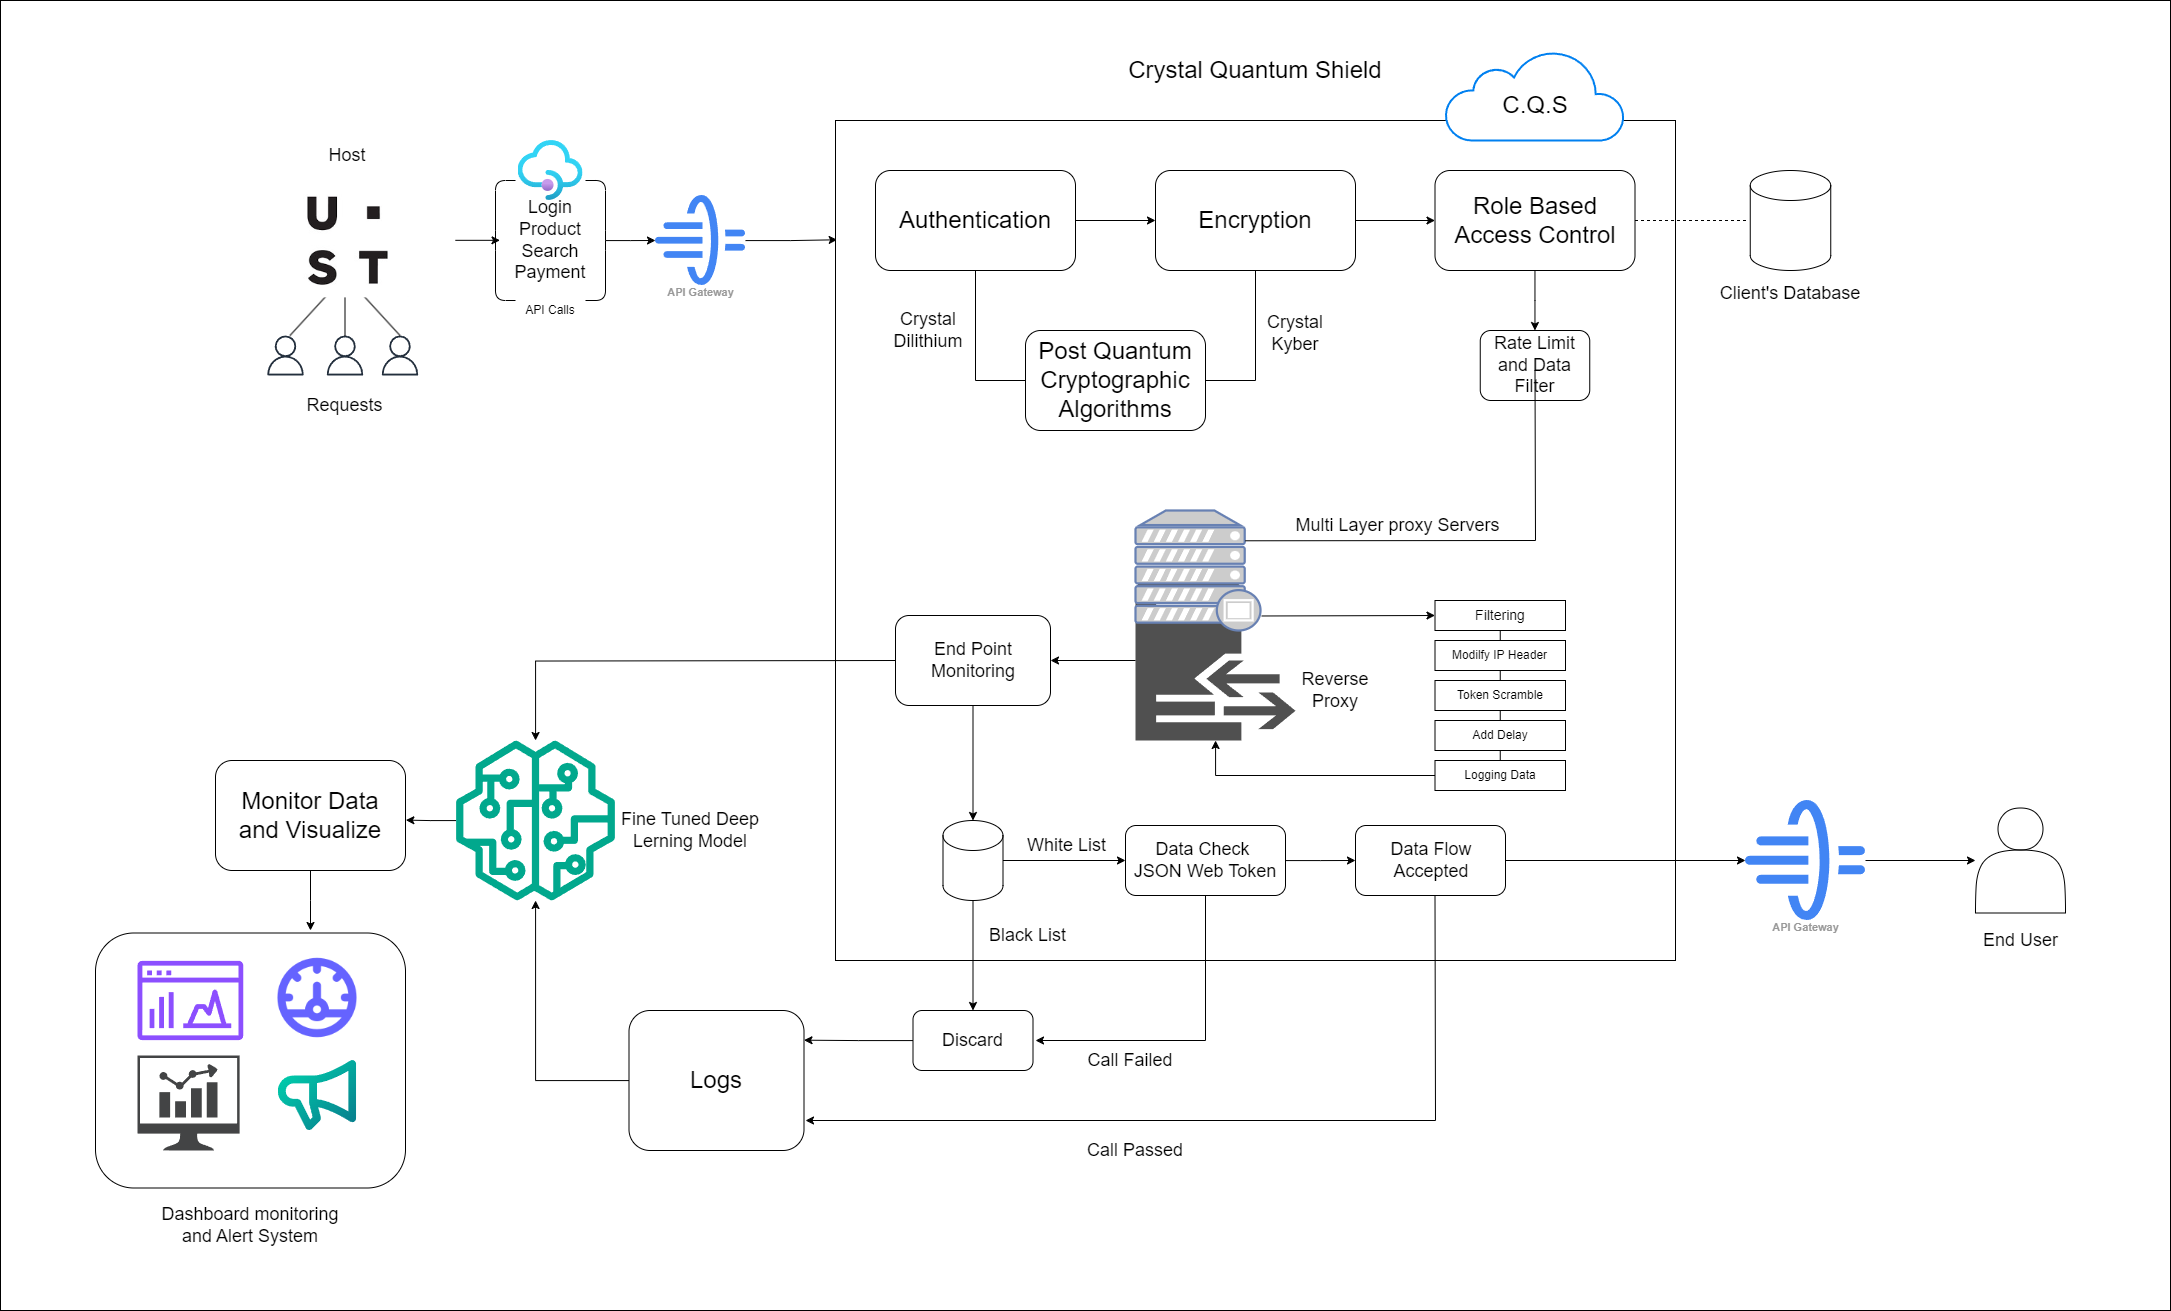 Crystal Quantum Shield
C.Q.S
Host
U·
ST
Requests
Login
Product
Search
Payment
API Calls
API Gateway
Authentication
Encryption
Role Based
Access Control
Client's Database
Crystal
Dilithium
Post Quantum
Cryptographic
Algorithms
Crystal
Kyber
Rate Limit
and Data
Filter
Multi Layer proxy Servers
Filtering
Modilfy IP Header
Token Scramble
Add Delay
Logging Data
Reverse
Proxy
End Point
Monitoring
Monitor Data
and Visualize
Fine Tuned Deep
Lerning Model
White List
Data Check
JSON Web Token
Data Flow
Accepted
API Gateway
End User
Black List
Discard
Call Failed
Logs
Call Passed
Dashboard monitoring
and Alert System